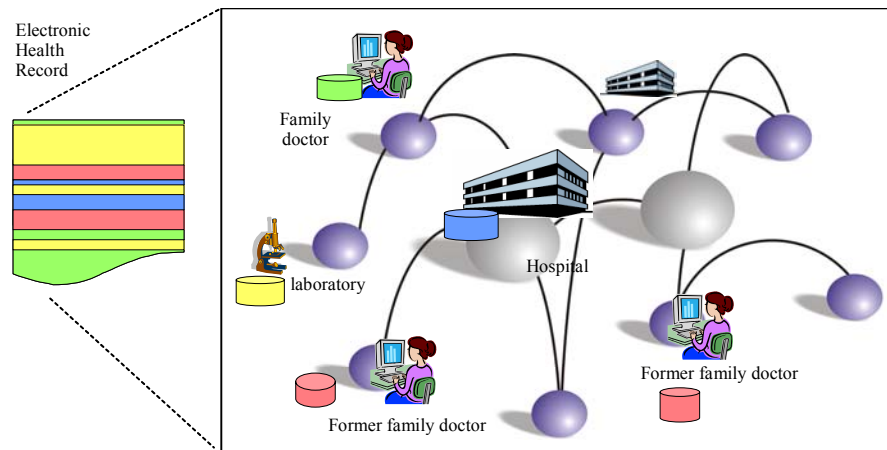 Electronic
Health
Record
Family
doctor
Hospital
laboratory
Former family doctor
Former family doctor